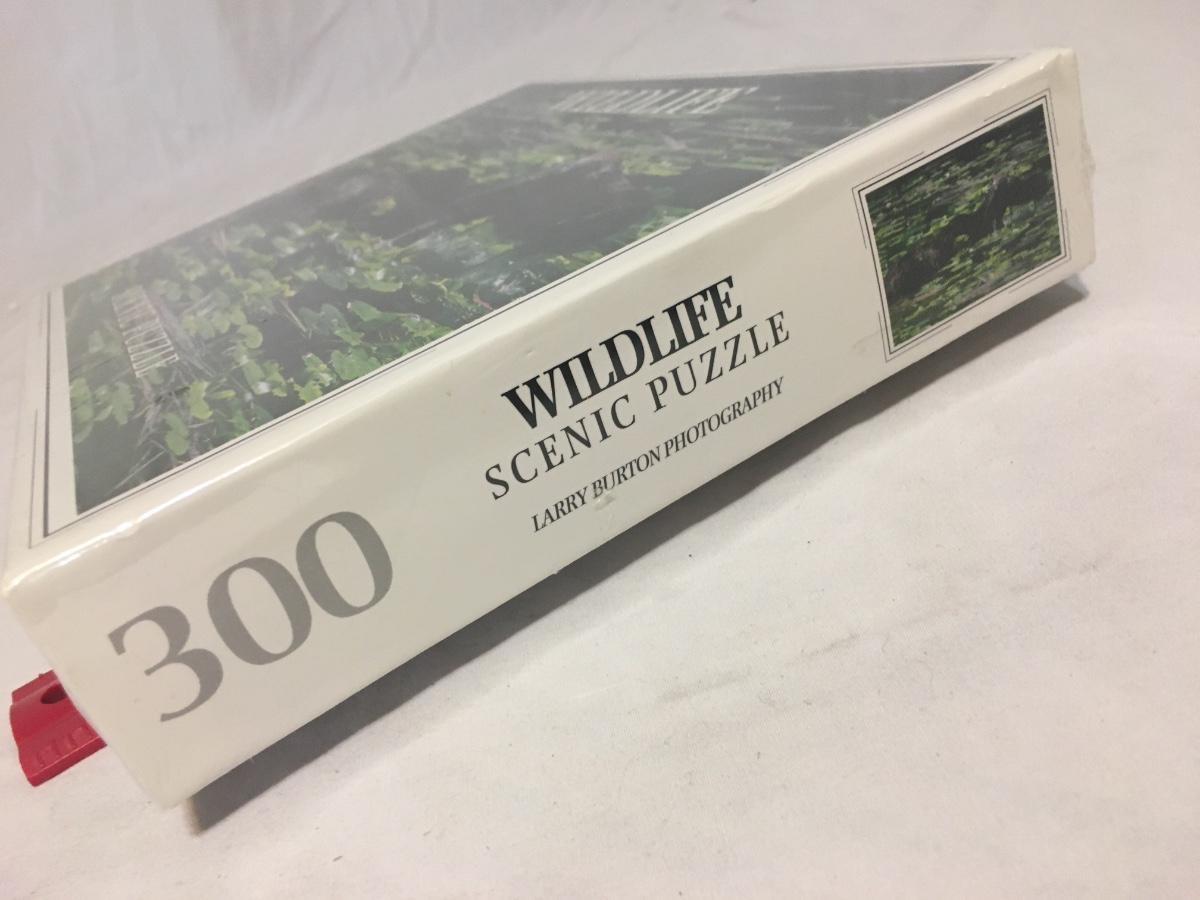 WILDLIFE
WILDLIFE
SCENIC PUZZLE
LARRY BURTON PHOTOGRAPHY
300